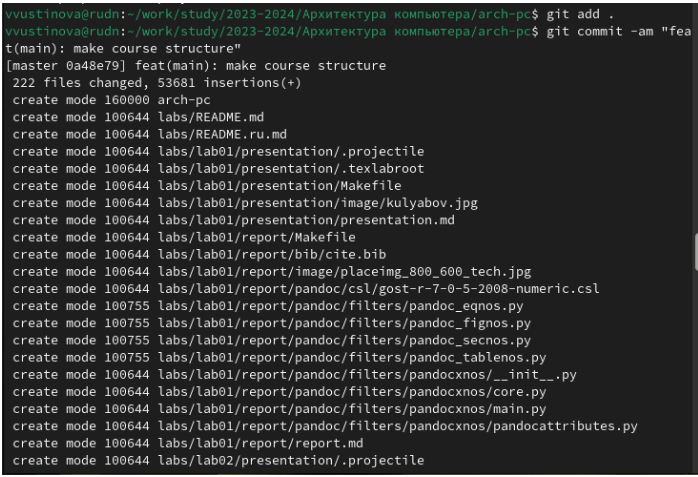 vvustinova@rudn:~/work/study/2023-2024/Архитектура компьютера/arch-pc$ git add .
vvustinova@rudn:~/work/study/2023-2024/Архитектура компьютера/arch-pc$ git commit -am "fea
t(main): make course structure"
[master 0a48e79] feat(main): make course structure
222 files changed, 53681 insertions(+)
create mode 160000 arch-pc
create mode 100644 labs/README.md
create mode 100644 labs/README.ru.md
create mode 100644 labs/lab01/presentation/.projectile
create mode 100644 labs/lab01/presentation/.texlabroot
create mode 100644 labs/lab01/presentation/Makefile
create mode 100644 labs/lab01/presentation/image/kulyabov.jpg
create mode 100644 labs/lab01/presentation/presentation.md
create mode 100644 labs/lab01/report/Makefile
create mode 100644 labs/lab01/report/bib/cite.bib
create mode 100644 labs/lab01/report/image/placeimg_800_600_tech.jpg
create mode 100644 labs/lab01/report/pandoc/csl/gost-r-7-0-5-2008-numeric.csl
create mode 100755 labs/lab01/report/pandoc/filters/pandoc_eqnos.py
create mode 100755 labs/lab01/report/pandoc/filters/pandoc_fignos.py
create mode 100755 labs/lab01/report/pandoc/filters/pandoc_secnos.py
create mode 100755 labs/lab01/report/pandoc/filters/pandoc_tablenos.py
create mode 100644 labs/lab01/report/pandoc/filters/pandocxnos/__init__.py
create mode 100644 labs/lab01/report/pandoc/filters/pandocxnos/core.py
create mode 100644 labs/lab01/report/pandoc/filters/pandocxnos/main.py
create mode 100644 labs/lab01/report/pandoc/filters/pandocxnos/pandocattributes.py
create mode 100644 labs/lab01/report/report.md
create mode 100644 labs/lab02/presentation/.projectile